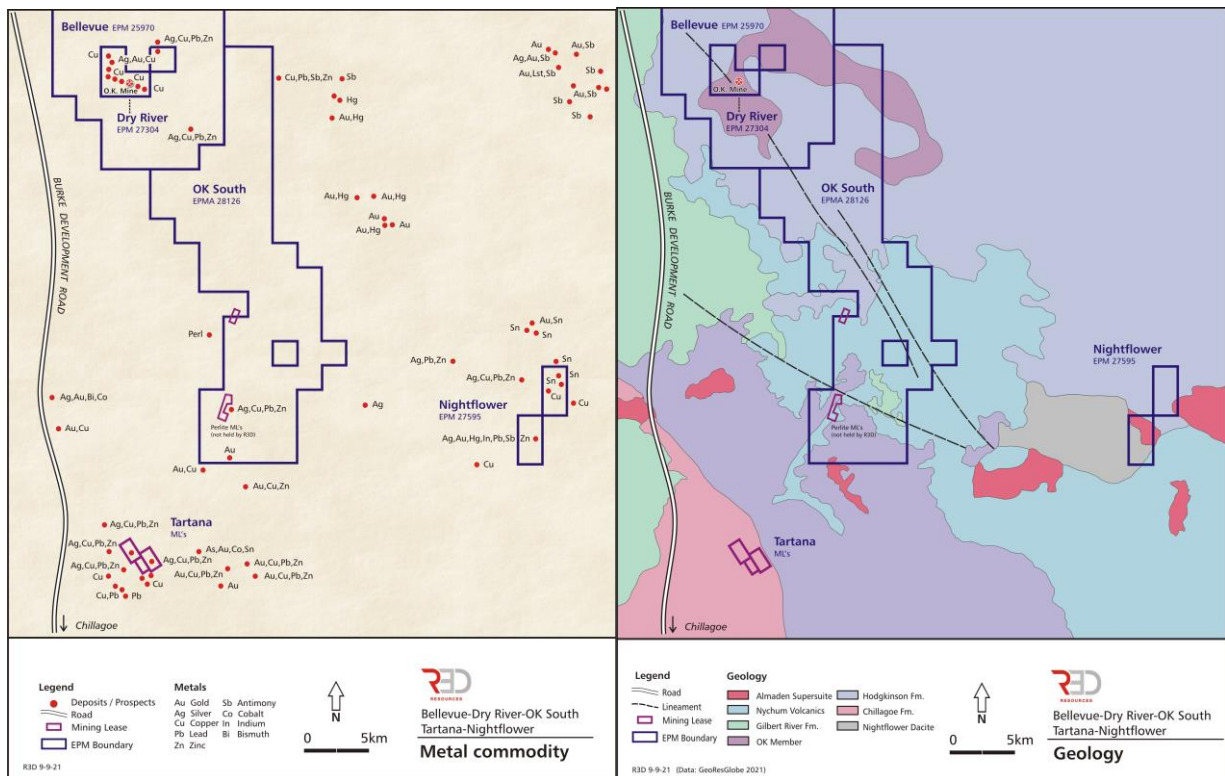 Bellevue EPM 25970
Ag,Cu,Pb,Zn
Cu
Ag,Au,Cu
Cu
Cu
O.K. Mine
Cu
Dry River
EPM 27304
Ag,Cu,Pb,Zn
Cu,Pb,Sb,Zn
Sb
Hg
Au,Hg
Au
Au,Sb
Ag,Au,Sb
Au,Lst,Sb
Sb
Au,Sb
Sb
Sb
OK South
EPMA 28126
Au,Hg
Au,Hg
Au
Au,Hg
Au
BURKE DEVELOPMENT ROAD
Perl
Au,Sn
Sn
Sn
Ag,Pb,Zn
Sn
Ag,Cu,Pb,Zn
Sn
Cu
Cu
Nightflower
EPM 27595
Ag,Au,Hg,In,Pb,Sb,Zn
Cu
Ag,Au,Bi,Co
Au,Cu
Ag,Cu,Pb,Zn
Ag
Perlite ML's
(not held by R3D)
Au
Au,Cu
Au,Cu,Zn
Tartana
ML's
Ag,Cu,Pb,Zn
Ag,Cu,Pb,Zn
As,Au,Co,Sn
Ag,Cu,Pb,Zn
Ag,Cu,Pb,Zn
Au,Cu,Pb,Zn
Au,Cu,Pb,Zn
Au,Cu,Pb,Zn
Cu
Cu
Au
Cu,Pb
Pb
Chillagoe
Legend
Deposits / Prospects
Road
Mining Lease
EPM Boundary
Metals
Au Gold
Sb Antimony
Ag Silver
Co Cobalt
Cu Copper
In Indium
Pb Lead
Bi Bismuth
Zn Zinc
N
0
5km
R3D
RESOURCES
Bellevue-Dry River-OK South
Tartana-Nightflower
Metal commodity
R3D 9-9-21
Bellevue EPM 25970
O.K. Mine
Dry River
EPM 27304
OK South
EPMA 28126
BURKE DEVELOPMENT ROAD
Nightflower
EPM 27595
Perlite ML's
(not held by R3D)
Tartana
ML's
Chillagoe
Legend
Road
Lineament
Mining Lease
EPM Boundary
Geology
Almaden Supersuite
Nychum Volcanics
Gilbert River Fm.
OK Member
Hodgkinson Fm.
Chillagoe Fm.
Nightflower Dacite
N
0
5km
R3D
RESOURCES
Bellevue-Dry River-OK South
Tartana-Nightflower
Geology
R3D 9-9-21 (Data: GeoResGlobe 2021)